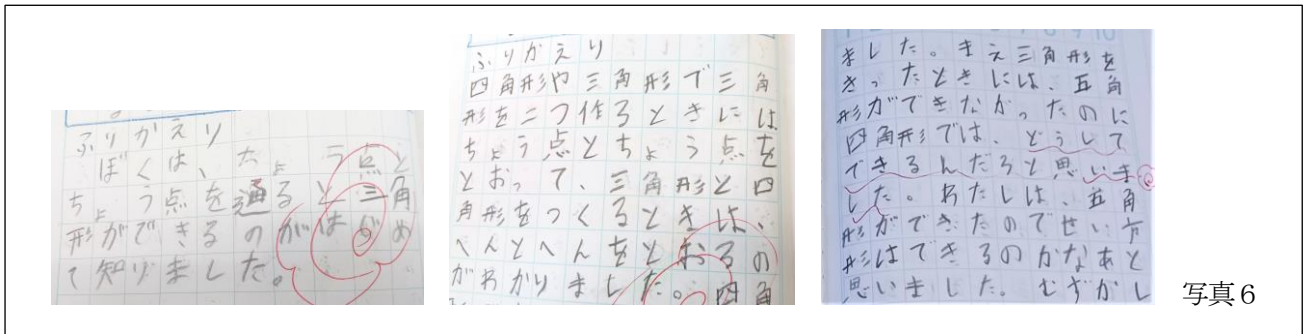 ふりかえり
ぼくは、ちょう点と
ちょう点を通ると三角
形ができるのがはじめ
て知りました。
ふりかえり
四角形や三角形で三角
形を二つ作るときには
ちょう点とちょう点を
とおって、三角形と四
角形をつくるときは、
へんとへんをとおるの
がわかりました。四角
ました。まえ三角形を
きったときには、五角
形ができなかったのに
四角形では、どうして
できるんだろと思いま
した。わたしは、五角
形ができたのでせい方
形はできるのかなあと
思いました。むずかし
写真6